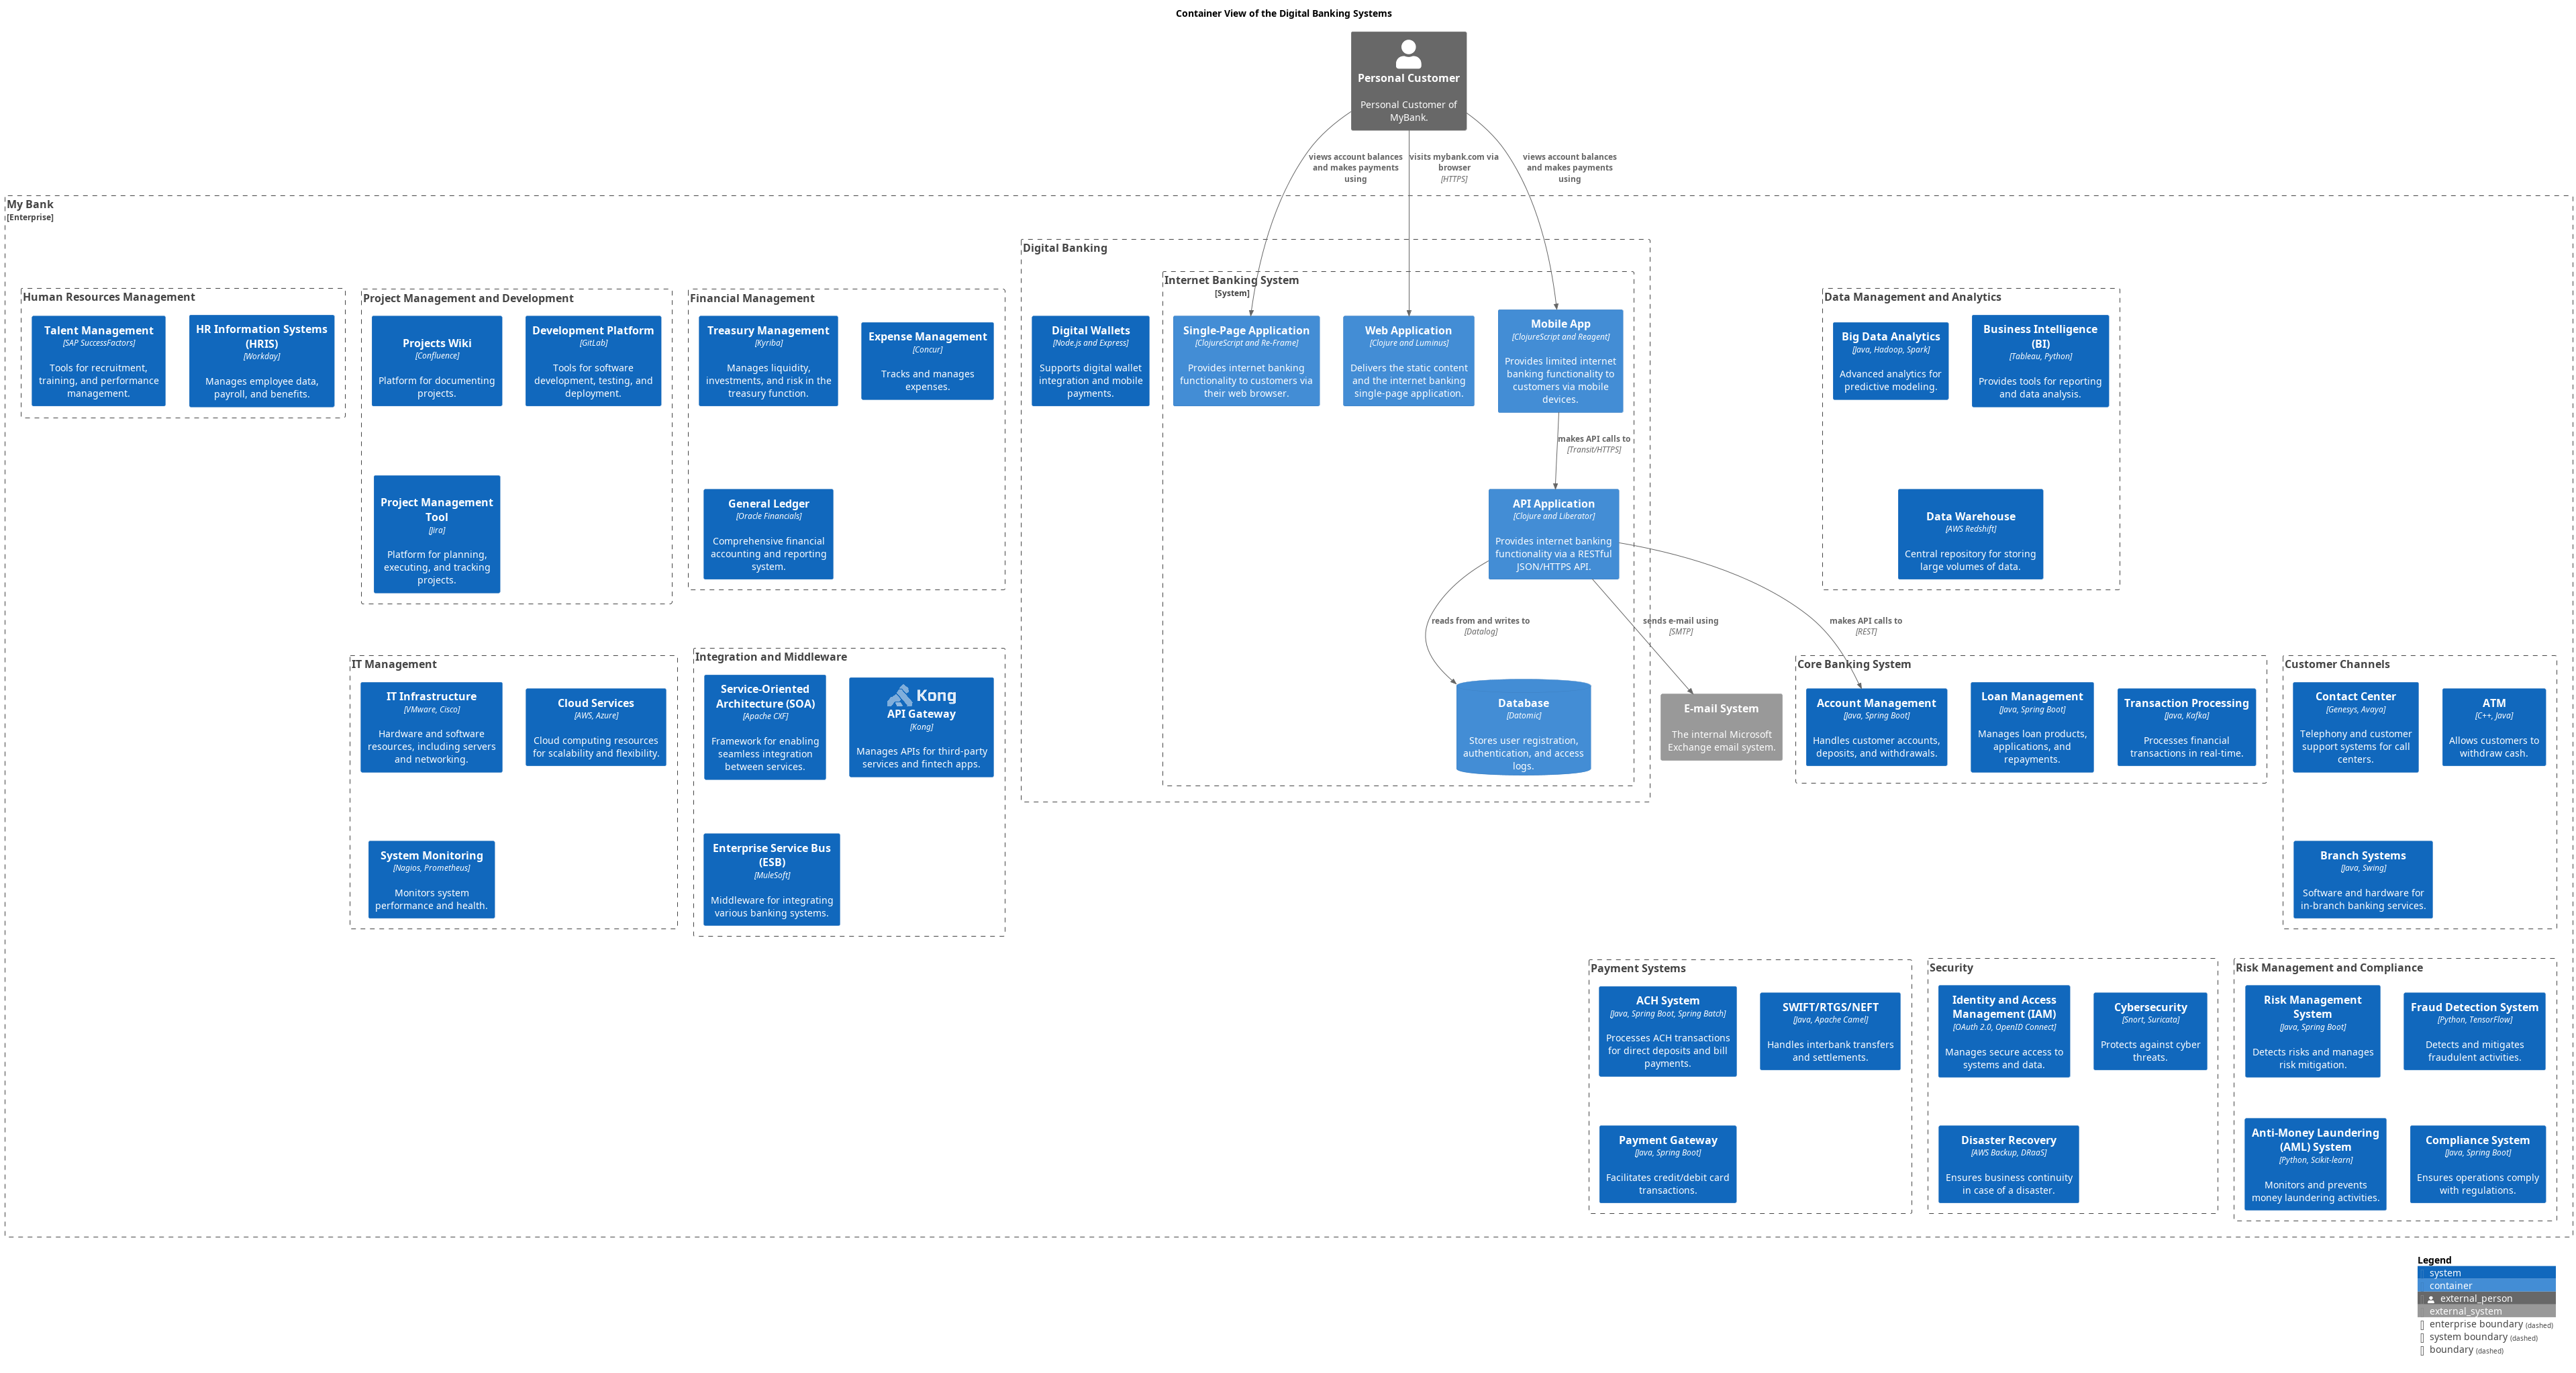 Container View of the Digital Banking Systems
Personal Customer
Personal Customer of
MyBank.
views account balances
and makes payments
using
visits mybank.com via
browser
[HTTPS]
views account balances
and makes payments
using
My Bank
[Enterprise]
Human Resources Management
Talent Management
[SAP SuccessFactors]
Tools for recruitment,
training, and performance
management.
HR Information Systems
(HRIS)
[Workday]
Manages employee data,
payroll, and benefits.
Project Management and Development
Projects Wiki
[Confluence]
Platform for documenting
projects.
Development Platform
[GitLab]
Tools for software
development, testing, and
deployment.
Project Management
Tool
[Jira]
Platform for planning,
executing, and tracking
projects.
Financial Management
Treasury Management
[Kyriba]
Manages liquidity,
investments, and risk in the
treasury function.
Expense Management
[Concur]
Tracks and manages
expenses.
General Ledger
[Oracle Financials]
Comprehensive financial
accounting and reporting
system.
Digital Banking
Digital Wallets
[Node.js and Express]
Supports digital wallet
integration and mobile
payments.
Internet Banking System
[System]
Single-Page Application
[ClojureScript and Re-Frame]
Provides internet banking
functionality to customers via
their web browser.
Web Application
[Clojure and Luminus]
Delivers the static content
and the internet banking
single-page application.
Mobile App
[ClojureScript and Reagent]
Provides limited internet
banking functionality to
customers via mobile
devices.
makes API calls to
[Transit/HTTPS]
API Application
[Clojure and Liberator]
Provides internet banking
functionality via a RESTful
JSON/HTTPS API.
reads from and writes to
[Datalog]
sends e-mail using
[SMTP]
makes API calls to
[REST]
Database
[Datomic]
Stores user registration,
authentication, and access
logs.
E-mail System
The internal Microsoft
Exchange email system.
Data Management and Analytics
Big Data Analytics
[Java, Hadoop, Spark]
Advanced analytics for
predictive modeling.
Business Intelligence
(BI)
[Tableau, Python]
Provides tools for reporting
and data analysis.
Data Warehouse
[AWS Redshift]
Central repository for storing
large volumes of data.
IT Management
IT Infrastructure
[VMware, Cisco]
Hardware and software
resources, including servers
and networking.
Cloud Services
[AWS, Azure]
Cloud computing resources
for scalability and flexibility.
System Monitoring
[Nagios, Prometheus]
Monitors system
performance and health.
Integration and Middleware
Service-Oriented
Architecture (SOA)
[Apache CXF]
Framework for enabling
seamless integration
between services.
Kong
API Gateway
[Kong]
Manages APIs for third-party
services and fintech apps.
Enterprise Service Bus
(ESB)
[MuleSoft]
Middleware for integrating
various banking systems.
Core Banking System
Account Management
[Java, Spring Boot]
Handles customer accounts,
deposits, and withdrawals.
Loan Management
[Java, Spring Boot]
Manages loan products,
applications, and
repayments.
Transaction Processing
[Java, Kafka]
Processes financial
transactions in real-time.
Customer Channels
Contact Center
[Genesys, Avaya]
Telephony and customer
support systems for call
centers.
ATM
[C++, Java]
Allows customers to
withdraw cash.
Branch Systems
[Java, Swing]
Software and hardware for
in-branch banking services.
Payment Systems
ACH System
[Java, Spring Boot, Spring Batch]
Processes ACH transactions
for direct deposits and bill
payments.
SWIFT/RTGS/NEFT
[Java, Apache Camel]
Handles interbank transfers
and settlements.
Payment Gateway
[Java, Spring Boot]
Facilitates credit/debit card
transactions.
Security
Identity and Access
Management (IAM)
[OAuth 2.0, OpenID Connect]
Manages secure access to
systems and data.
Cybersecurity
[Snort, Suricata]
Protects against cyber
threats.
Disaster Recovery
[AWS Backup, DRaaS]
Ensures business continuity
in case of a disaster.
Risk Management and Compliance
Risk Management
System
[Java, Spring Boot]
Detects risks and manages
risk mitigation.
Fraud Detection System
[Python, TensorFlow]
Detects and mitigates
fraudulent activities.
Anti-Money Laundering
(AML) System
[Python, Scikit-learn]
Monitors and prevents
money laundering activities.
Compliance System
[Java, Spring Boot]
Ensures operations comply
with regulations.
Legend
system
container
external_person
external_system
enterprise boundary (dashed)
system boundary (dashed)
boundary (dashed)